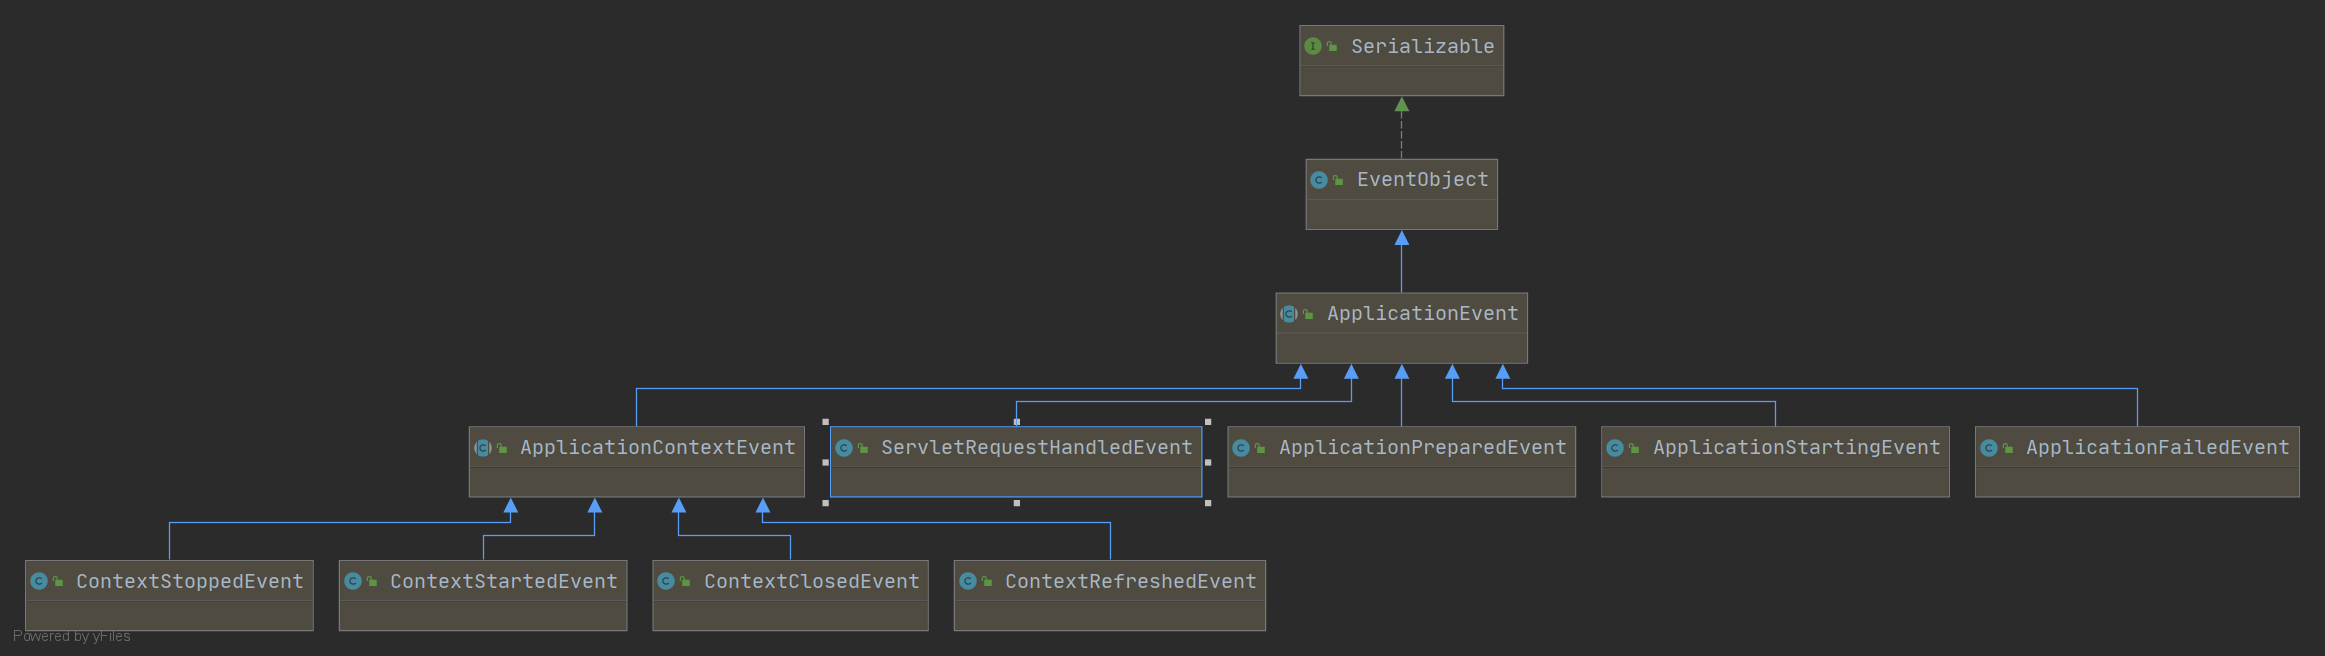 Serializable
EventObject
ApplicationEvent
ApplicationContextEvent
ServletRequestHandledEvent
ApplicationPreparedEvent
ApplicationStartingEvent
ApplicationFailedEvent
ContextStoppedEvent
ContextStartedEvent
ContextClosedEvent
ContextRefreshedEvent
Powered by yFiles